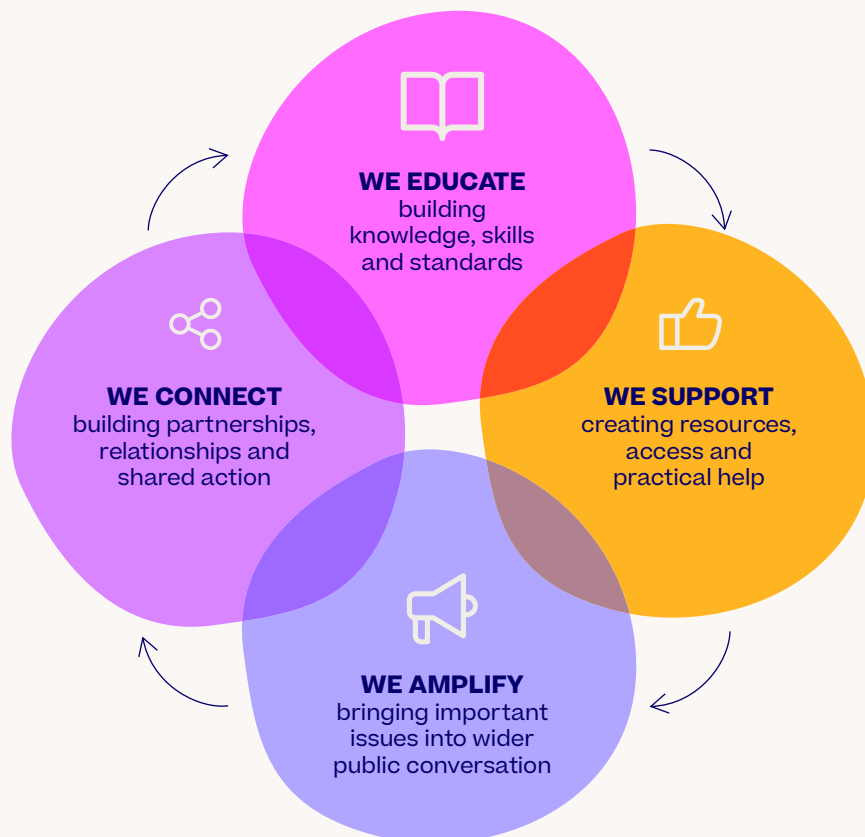 WE EDUCATE
building
knowledge, skills
and standards
WE CONNECT
building partnerships,
relationships and
shared action
WE SUPPORT
creating resources,
access and
practical help
WE AMPLIFY
bringing important
issues into wider
public conversation